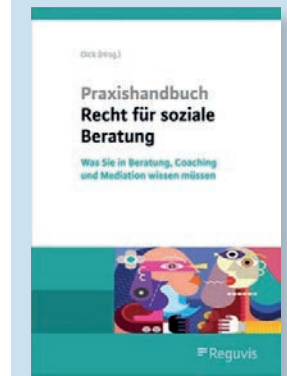 Dick (Hrsg.)
Praxishandbuch
Recht für soziale
Beratung
Was Sie in Beratung, Coaching
und Mediation wissen müssen
Reguvis